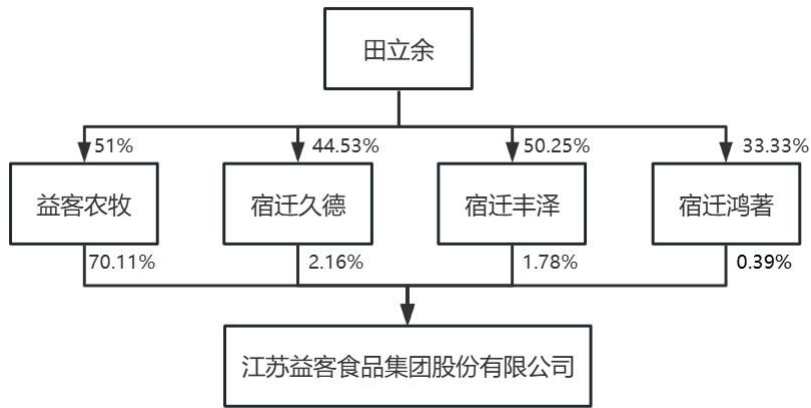 田立余
51%
44.53%
50.25%
33.33%
益客农牧
宿迁久德
宿迁丰泽
宿迁鸿著
70.11%
2.16%
1.78%
0.39%
江苏益客食品集团股份有限公司